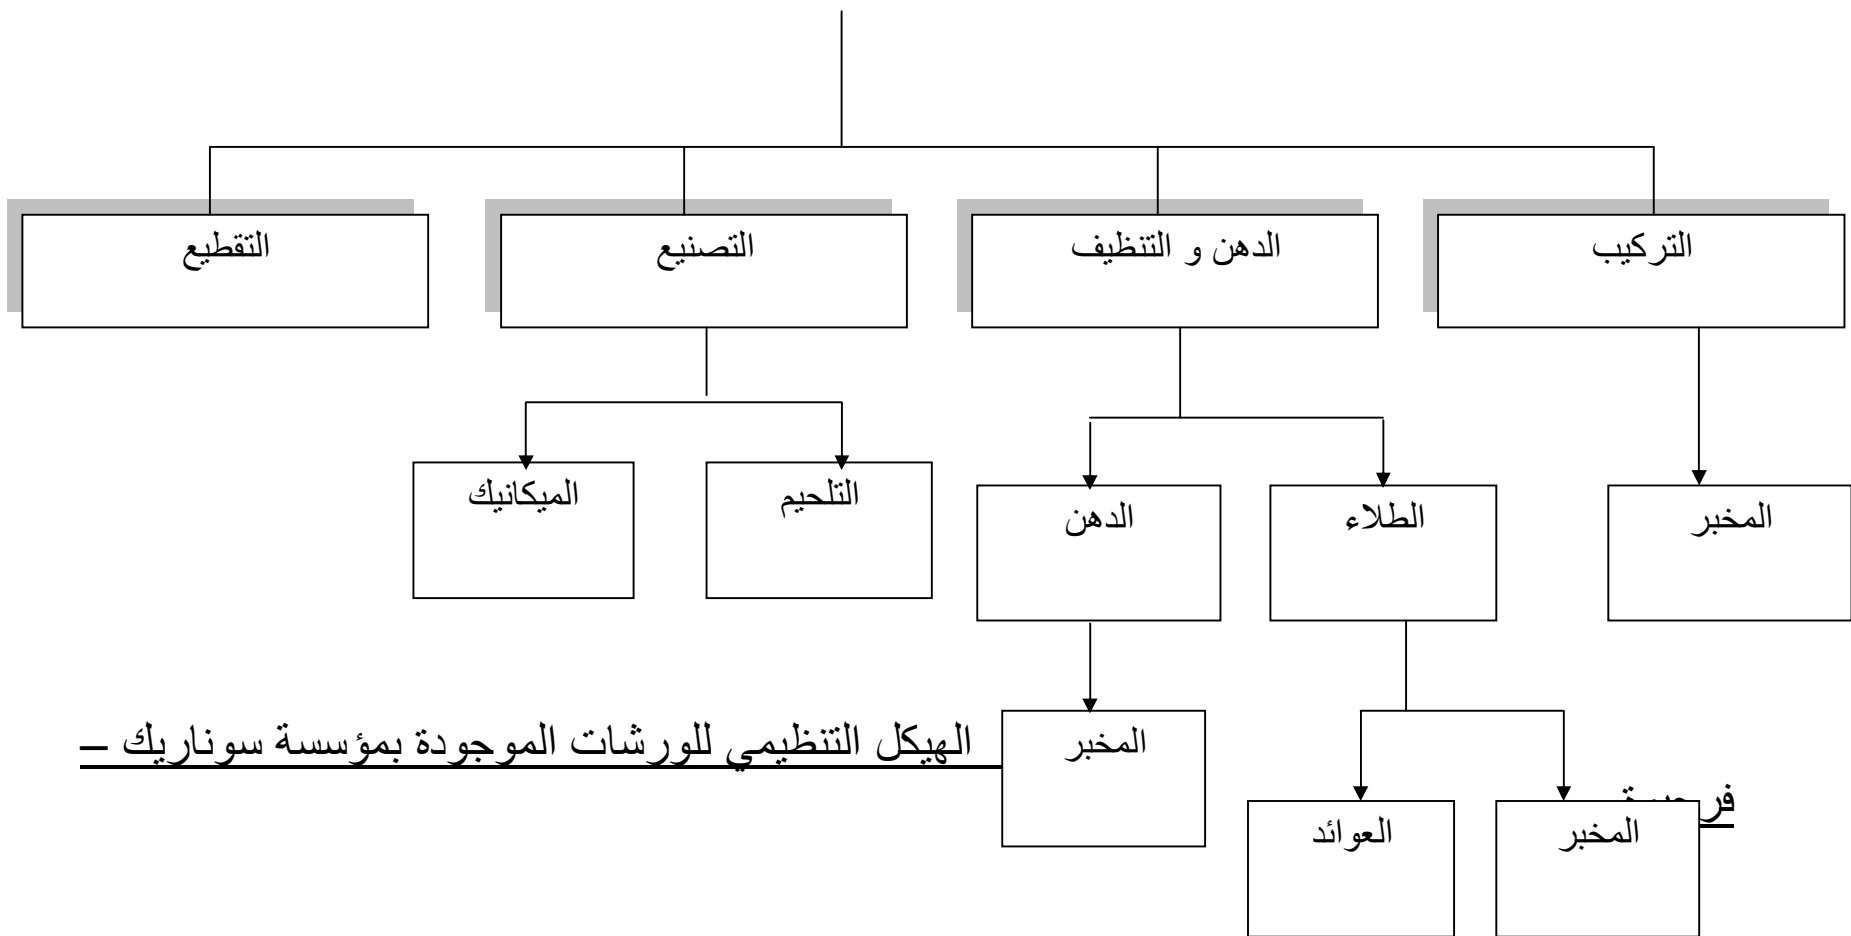 التركيب
الدهن و التنظيف
التصنيع
التقطيع
المخبر
الطلاء
الدهن
التلحيم
الميكانيك
المخبر
الهيكل التنظيمي للورشات الموجودة بمؤسسة سوناريك –
المخبر
العوائد